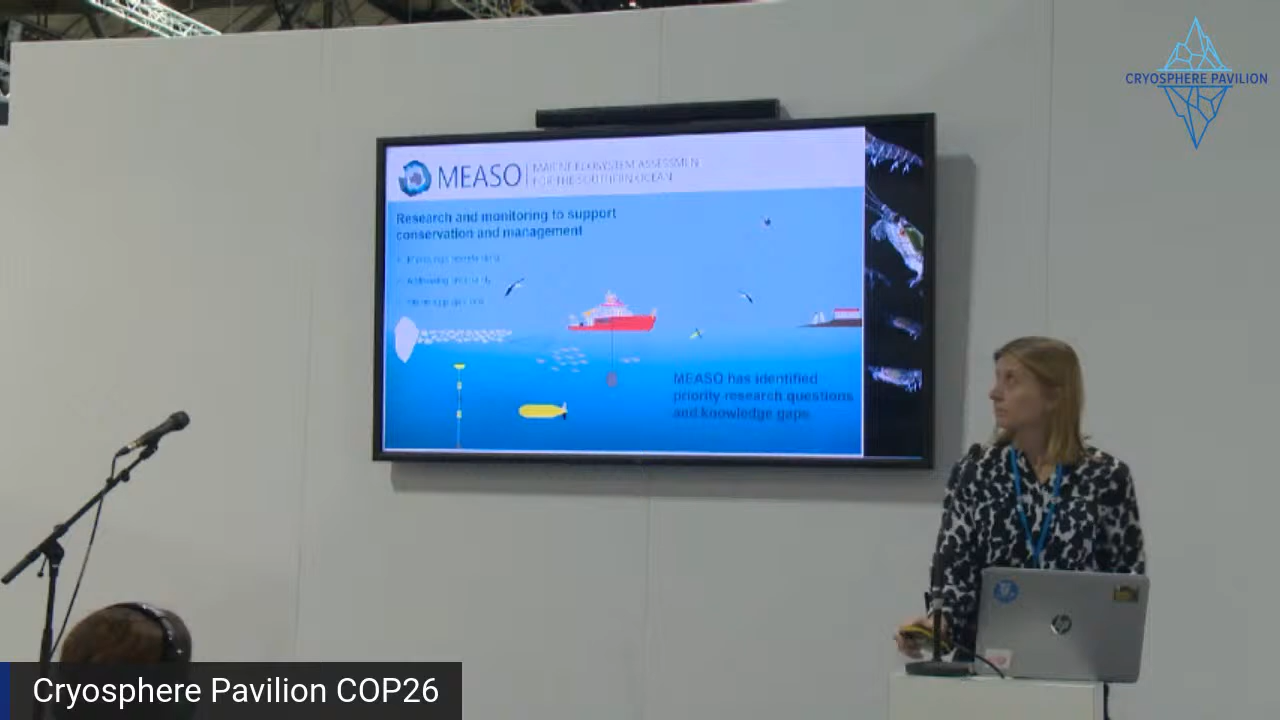 CRYOSPHERE PAVILION
MEASO
MARINE ECOSYSTEM ASSESSMENT
FOR THE SOUTHERN OCEAN
Research and monitoring to support
conservation and management
MEASO has identified
priority research questions
and knowledge gaps
hp
Cryosphere Pavilion COP26